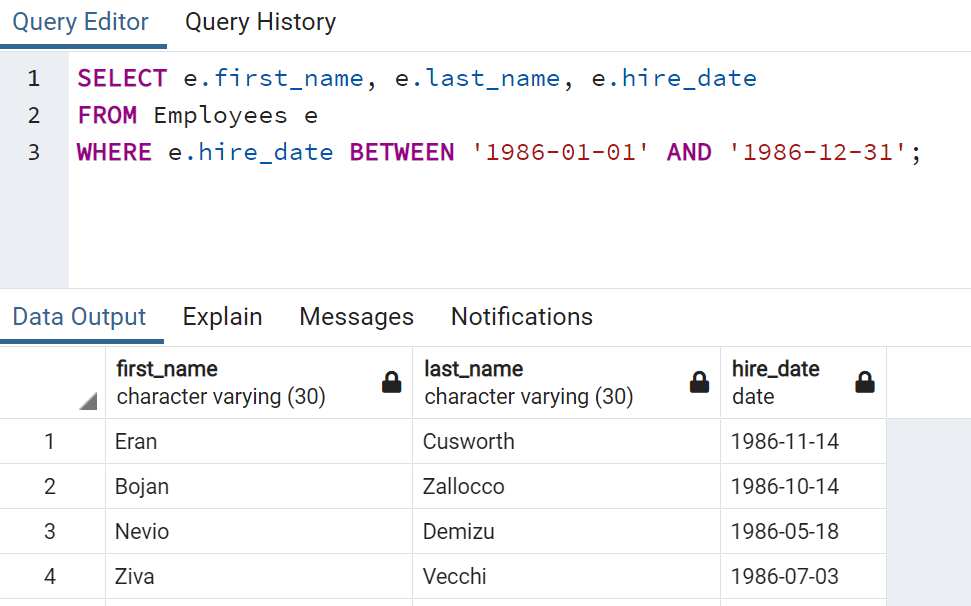 Query Editor Query History
1 SELECT e.first_name, e.last_name, e.hire_date
2 FROM Employees e
3 WHERE e.hire_date BETWEEN '1986-01-01' AND '1986-12-31';
Data Output Explain Messages Notifications
first_name last_name hire_date
character varying (30) character varying (30) date
1 Eran Cusworth 1986-11-14
2 Bojan Zallocco 1986-10-14
3 Nevio Demizu 1986-05-18
4 Ziva Vecchi 1986-07-03